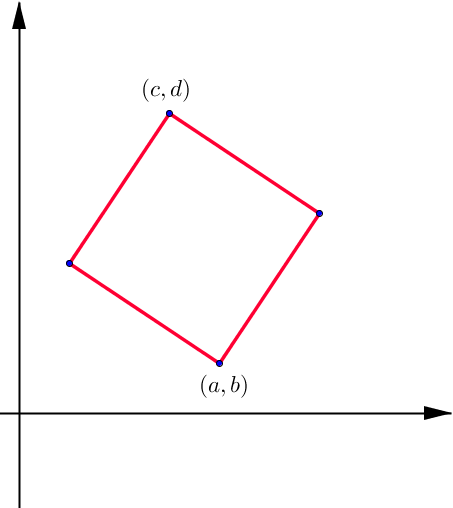 (c, d)
(a, b)